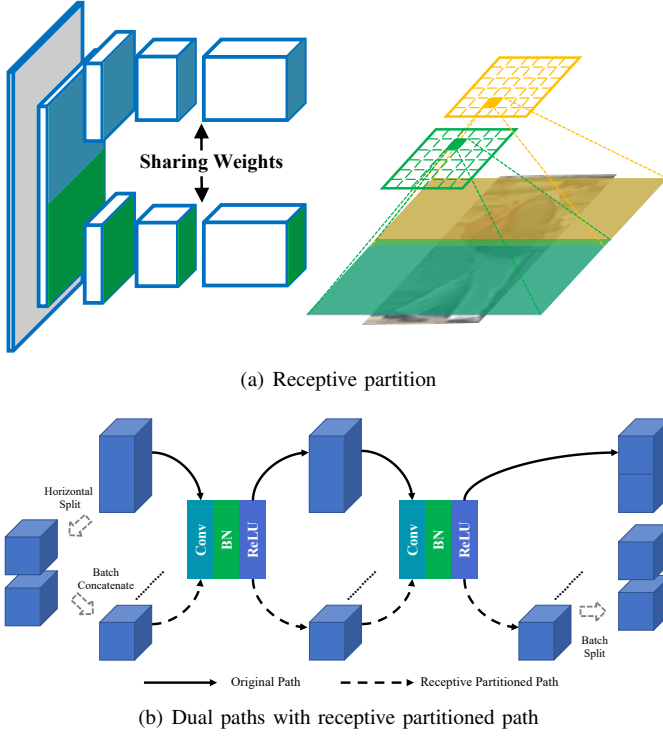 Sharing Weights
(a) Receptive partition
Horizontal
Split
Batch
Concatenate
Conv
BN
ReLU
Conv
BN
ReLU
Batch
Split
Original Path
Receptive Partitioned Path
(b) Dual paths with receptive partitioned path